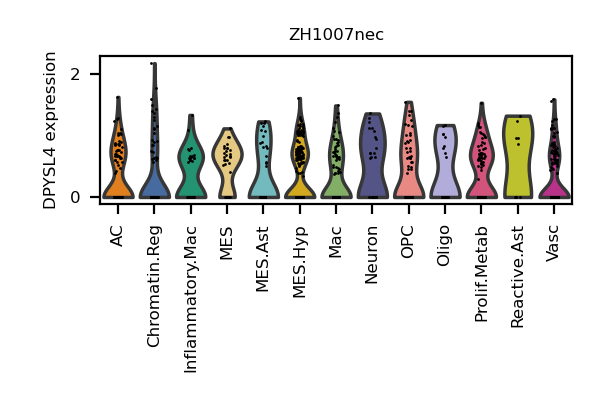 ZH1007nec
DPYSL4 expression
2
0
AC
Chromatin.Reg
Inflammatory.Mac
MES
MES.Ast
MES.Hyp
Mac
Neuron
OPC
Oligo
Prolif.Metab
Reactive.Ast
Vasc